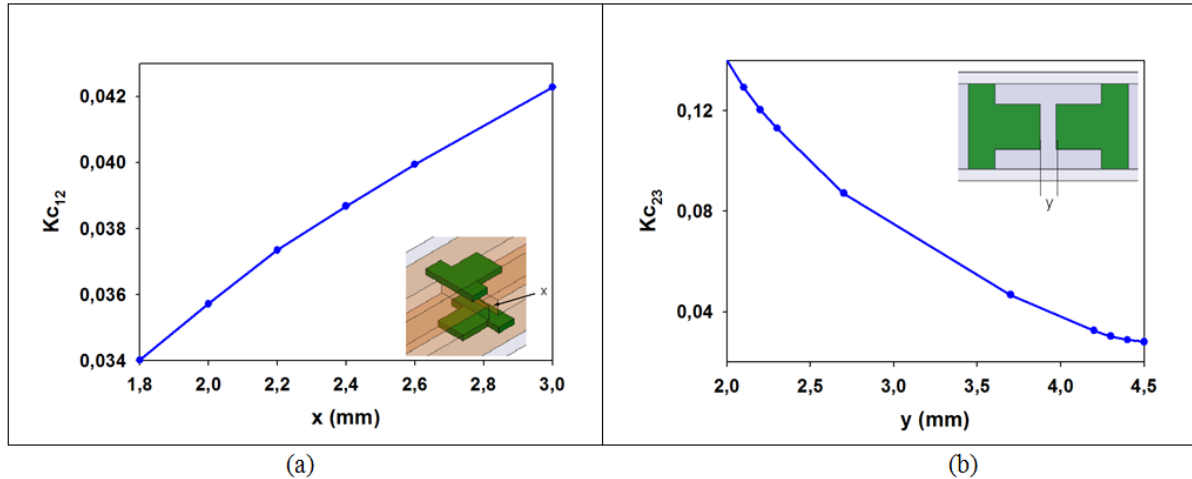 0,042
0,040
0,038
0,036
0,034
Kc12
1,8 2,0 2,2 2,4 2,6 2,8 3,0
x (mm)
x
(a)
0,12
0,08
0,04
Kc23
2,0 2,5 3,0 3,5 4,0 4,5
y (mm)
y
(b)